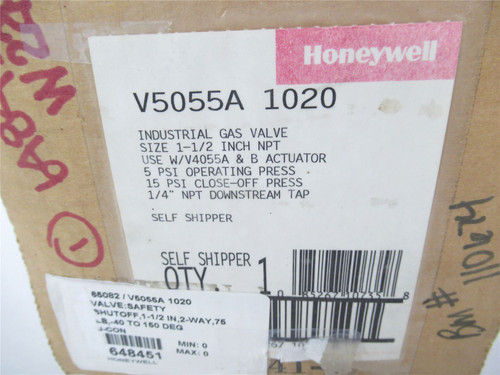 Honeywell
V5055A 1020
INDUSTRIAL GAS VALVE
SIZE 1-1/2 INCH NPT
USE W/V4055A & B ACTUATOR
5 PSI OPERATING PRESS
15 PSI CLOSE-OFF PRESS
1/4" NPT DOWNSTREAM TAP
SELF SHIPPER
SELF SHIPPER
QTY. 1
65082 / V5055A 1020
VALVE:SAFETY
SHUTOFF,1-1/2 IN,2-WAY,75
LB,-40 TO 150 DEG
MIN: 0
648451 MAX: 0
HONEYWELL
1